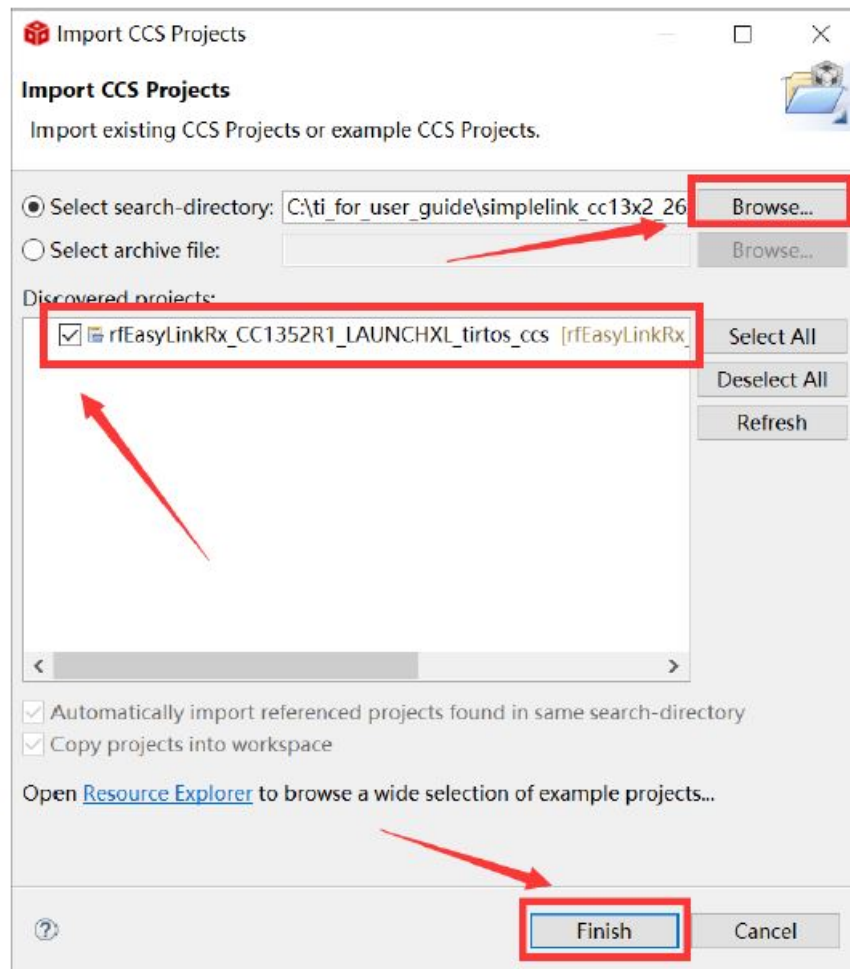 Import CCS Projects
Import CCS Projects
Import existing CCS Projects or example CCS Projects.
Select search-directory: C:\ti_for_user_guide\simplelink_cc13x2_26 Browse...
Select archive file: Browse...
Discovered projects:
rfEasyLinkRx_CC1352R1_LAUNCHXL_tirtos_ccs [rfEasyLinkRx_
Select All
Deselect All
Refresh
Automatically import referenced projects found in same search-directory
Copy projects into workspace
Open Resource Explorer to browse a wide selection of example projects...
? Finish Cancel